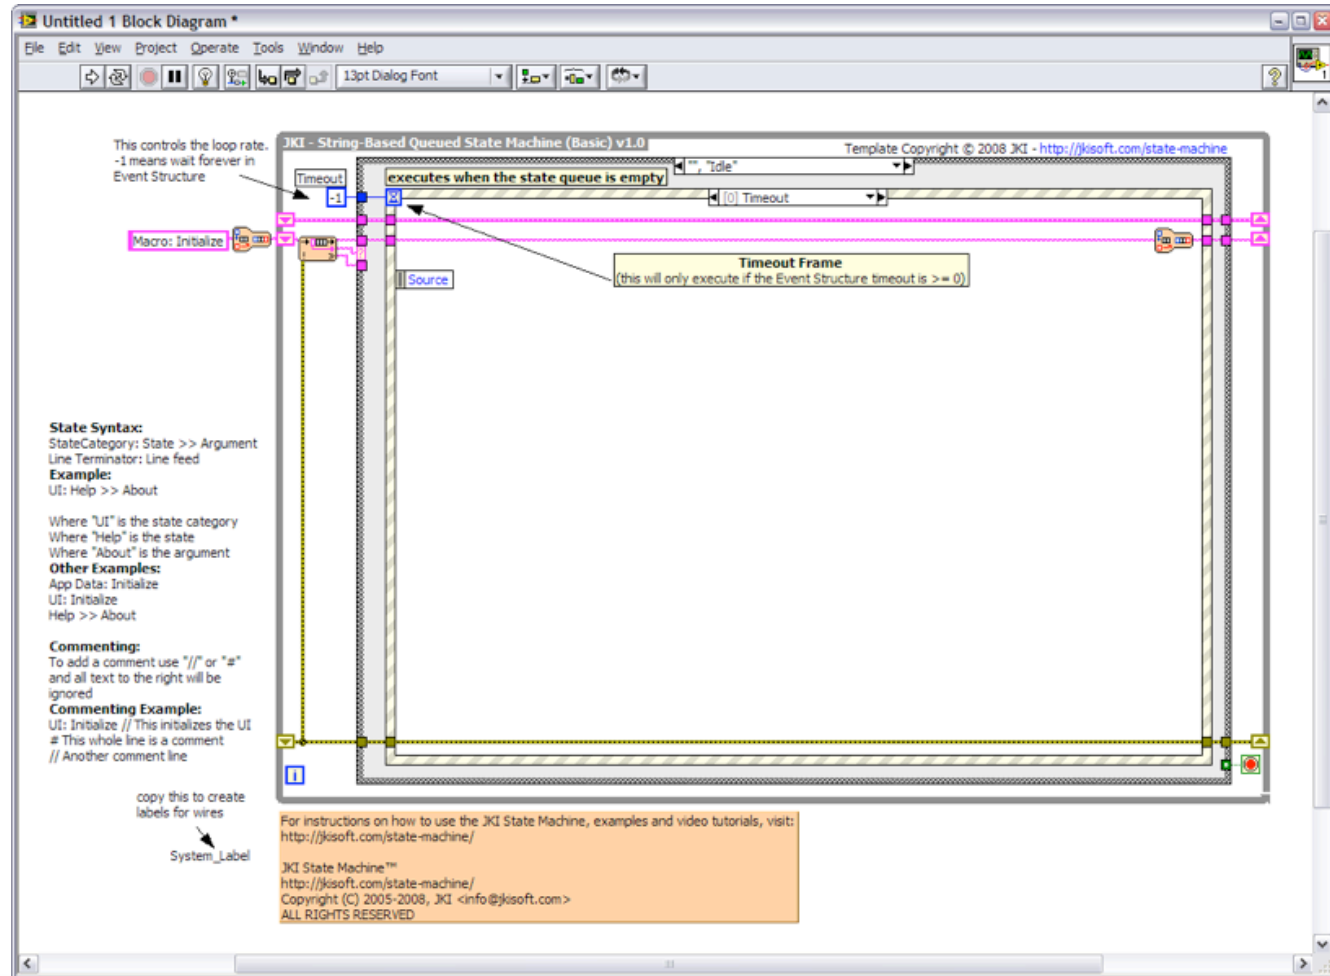 Untitled 1 Block Diagram *
File Edit View Project Operate Tools Window Help
13pt Dialog Font
?
1
This controls the loop rate.
-1 means wait forever in
Event Structure
JKI - String-Based Queued State Machine (Basic) v1.0
Template Copyright © 2008 JKI - http://jkisoft.com/state-machine
"", "Idle"
Timeout
executes when the state queue is empty
-1
[0] Timeout
Macro: Initialize
Timeout Frame
(this will only execute if the Event Structure timeout is >= 0)
Source
State Syntax:
StateCategory: State >> Argument
Line Terminator: Line feed
Example:
UI: Help >> About
Where "UI" is the state category
Where "Help" is the state
Where "About" is the argument
Other Examples:
App Data: Initialize
UI: Initialize
Help >> About
Commenting:
To add a comment use "//" or "#"
and all text to the right will be
ignored
Commenting Example:
UI: Initialize // This initializes the UI
# This whole line is a comment
// Another comment line
i
copy this to create
labels for wires
System_Label
For instructions on how to use the JKI State Machine, examples and video tutorials, visit:
http://jkisoft.com/state-machine/
JKI State Machine™
http://jkisoft.com/state-machine/
Copyright (C) 2005-2008, JKI <info@jkisoft.com>
ALL RIGHTS RESERVED